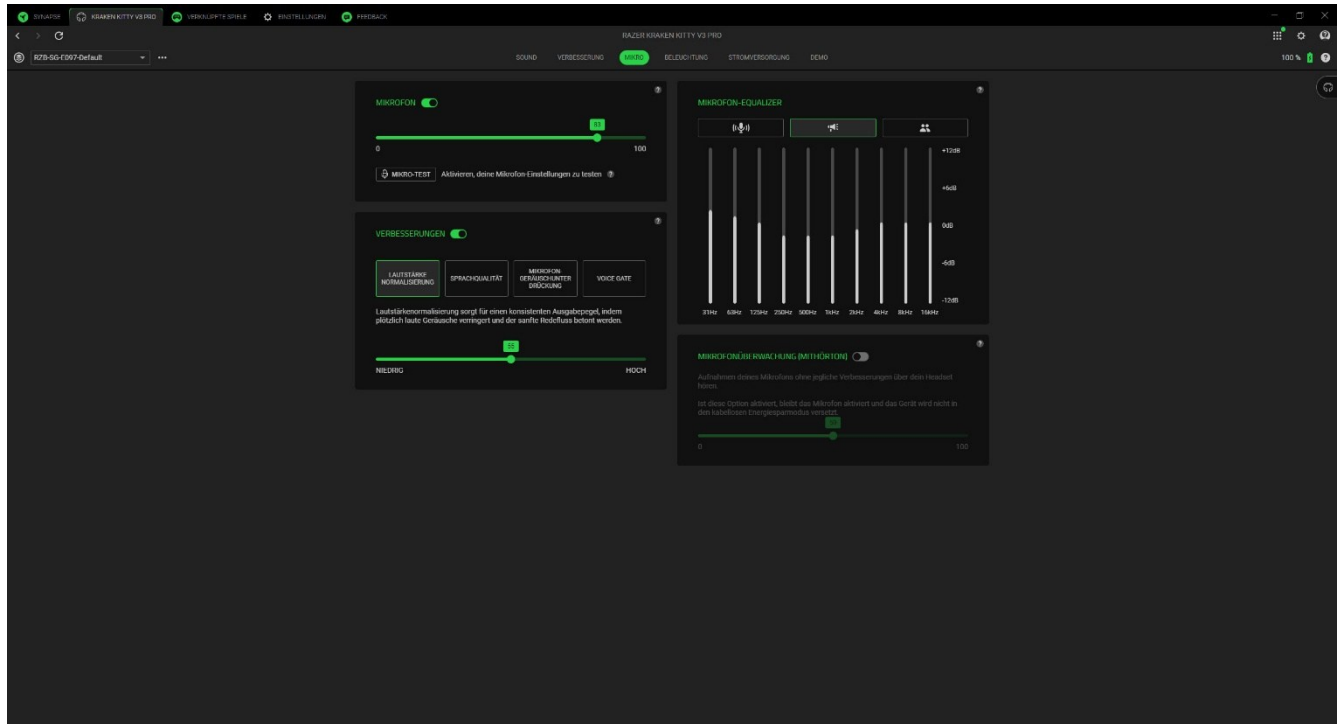 SYNAPSE KRAKEN KITTY V3 PRO VERKNÜPFTE SPIELE EINSTELLUNGEN FEEDBACK
RAZER KRAKEN KITTY V3 PRO
RZB-SG-E097-Default
SOUND VERBESSERUNG MIKRO BELEUCHTUNG STROMVERSORGUNG DEMO
100 %
MIKROFON
0 100
MIKRO-TEST Aktivieren, deine Mikrofon-Einstellungen zu testen
VERBESSERUNGEN
LAUTSTÄRKE
NORMALISIERUNG
SPRACHQUALITÄT
MIKROFON
GERÄUSCHUNTER
DRÜCKUNG
VOICE GATE
Lautstärkenormalisierung sorgt für einen konsistenten Ausgabepegel, indem
plötzlich laute Geräusche verringert und der sanfte Redefluss betont werden.
55
NIEDRIG HOCH
MIKROFON-EQUALIZER
+12dB
+6dB
0dB
-6dB
-12dB
31Hz 63Hz 125Hz 250Hz 500Hz 1kHz 2kHz 4kHz 8kHz 16kHz
MIKROFONÜBERWACHUNG (MITHÖRTON)
Aufnahmen deines Mikrofons ohne jegliche Verbesserungen über dein Headset
hören.
Ist diese Option aktiviert, bleibt das Mikrofon aktiviert und das Gerät wird nicht in
den kabellosen Energiesparmodus versetzt.
0 100